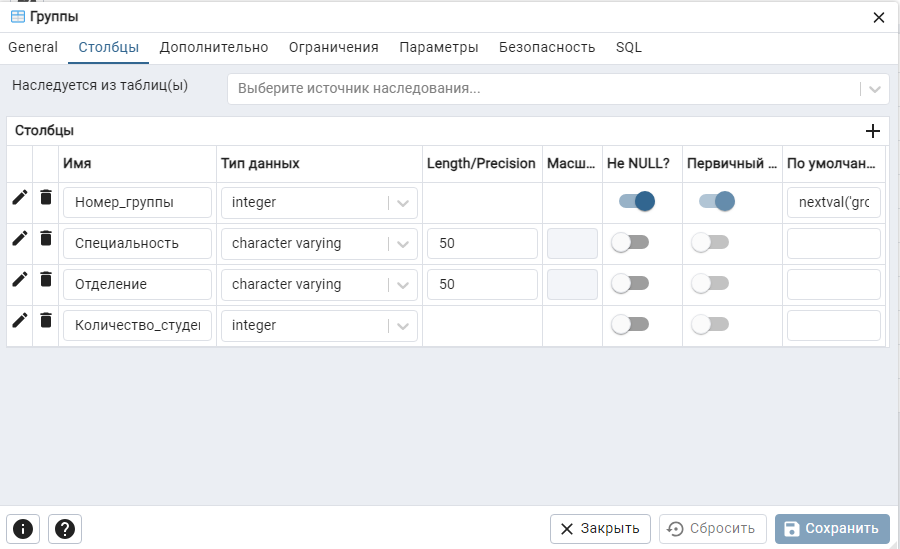 Группы
General Столбцы Дополнительно Ограничения Параметры Безопасность SQL
Наследуется из таблиц(ы) Выберите источник наследования...
Столбцы
Имя Тип данных Length/Precision Масш... Не NULL? Первичный ... По умолчан...
Номер_группы integer nextval('gro
Специальность character varying 50
Отделение character varying 50
Количество_студен integer
Закрыть Сбросить Сохранить